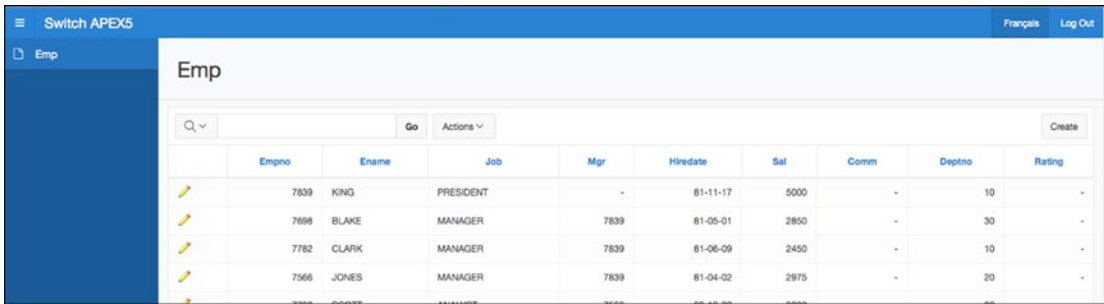 Switch APEX5 Français Log Out
Emp
Emp
Go Actions Create
Empno Ename Job Mgr Hiredate Sal Comm Deptno Rating
7839 KING PRESIDENT - 81-11-17 5000 - 10 -
7698 BLAKE MANAGER 7839 81-05-01 2850 - 30 -
7782 CLARK MANAGER 7839 81-06-09 2450 - 10 -
7566 JONES MANAGER 7839 81-04-02 2975 - 20 -